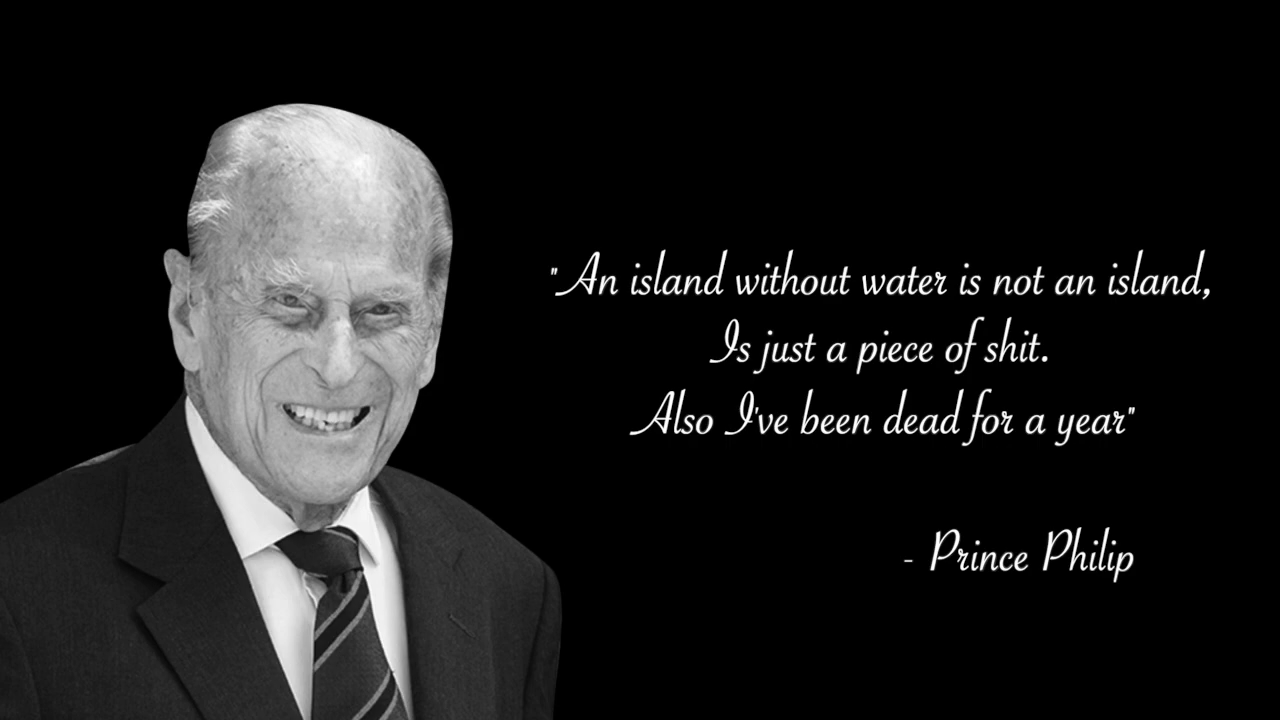 "An island without water is not an island,
Is just a piece of shit.
Also I've been dead for a year"
- Prince Philip